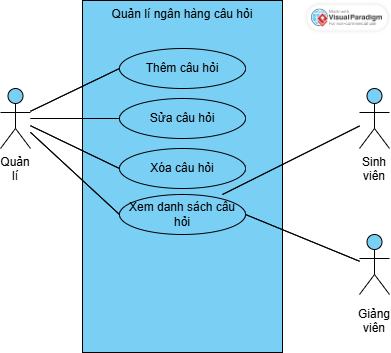 Quản lí ngân hàng câu hỏi
Made with
Visual Paradigm
For non-commercial use
Thêm câu hỏi
Sửa câu hỏi
Quản
lí
Xóa câu hỏi
Sinh
viên
Xem danh sách câu
hỏi
Giảng
viên